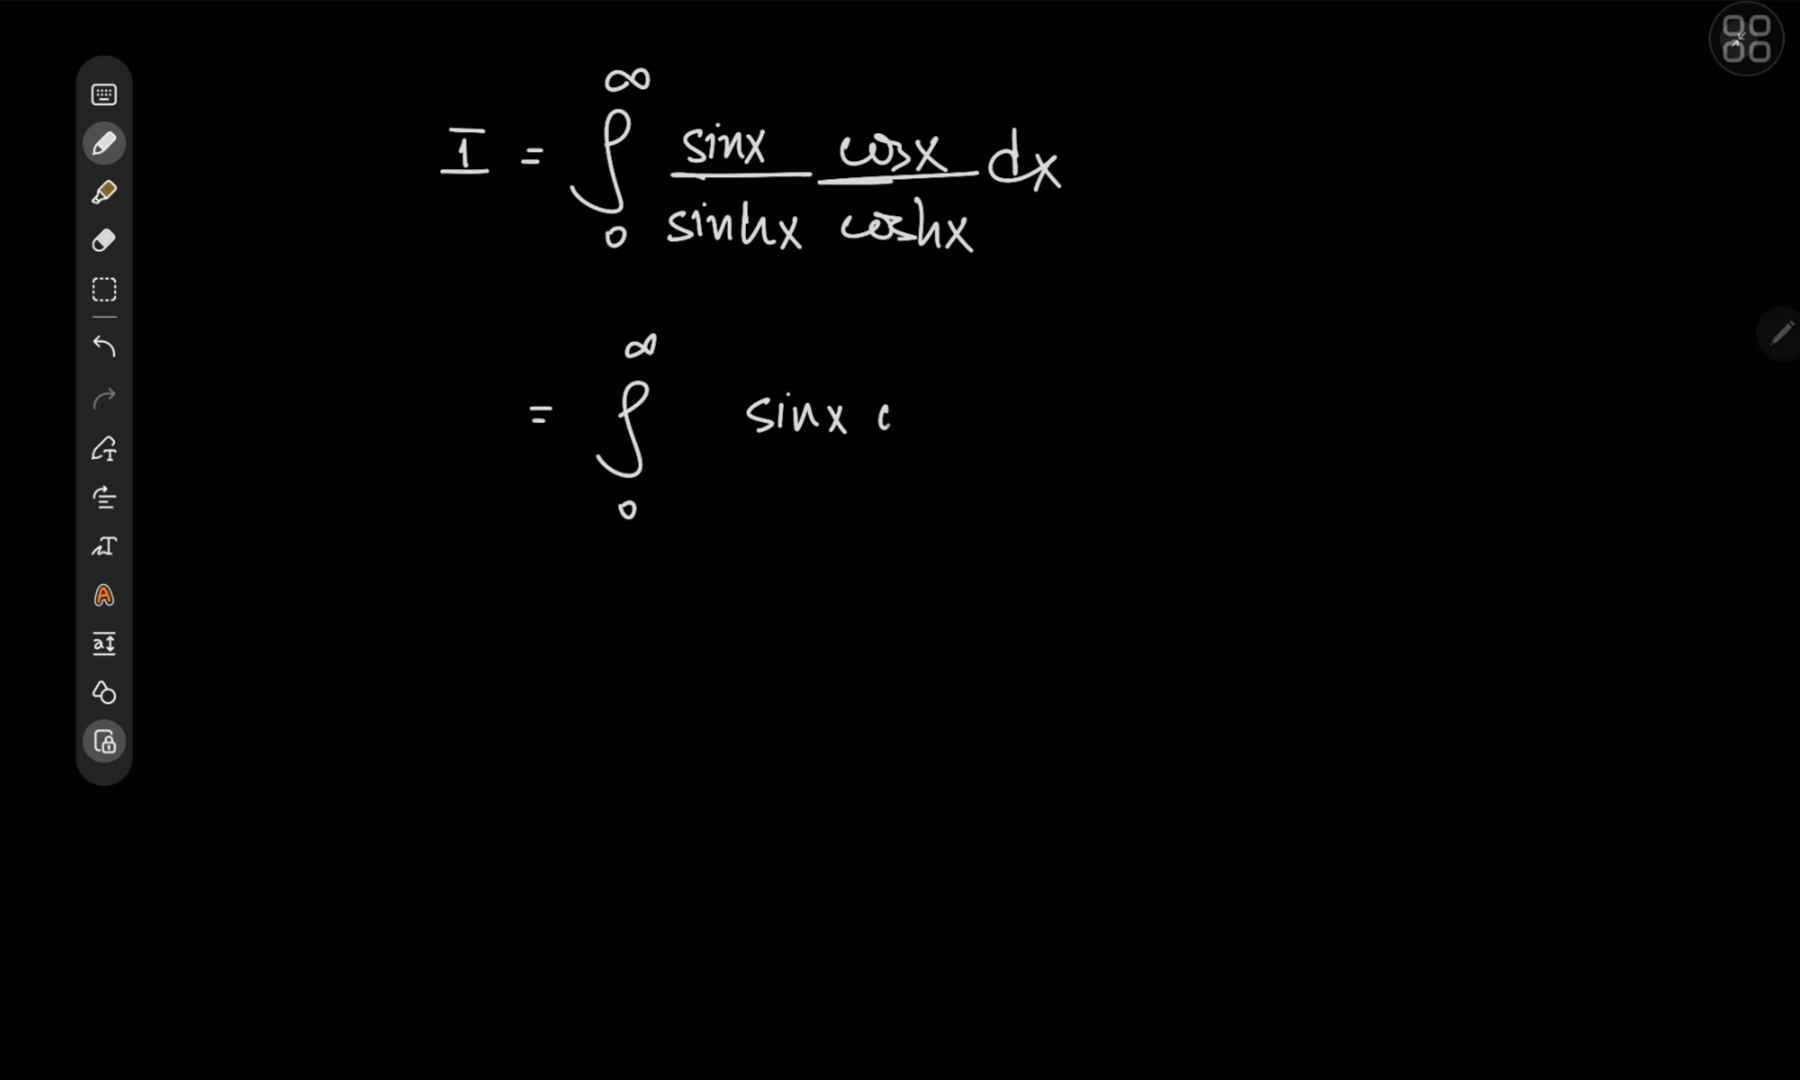 I = ∫₀^∞ sinx/sinhx cosx/coshx dx
= ∫₀^∞ sinx c